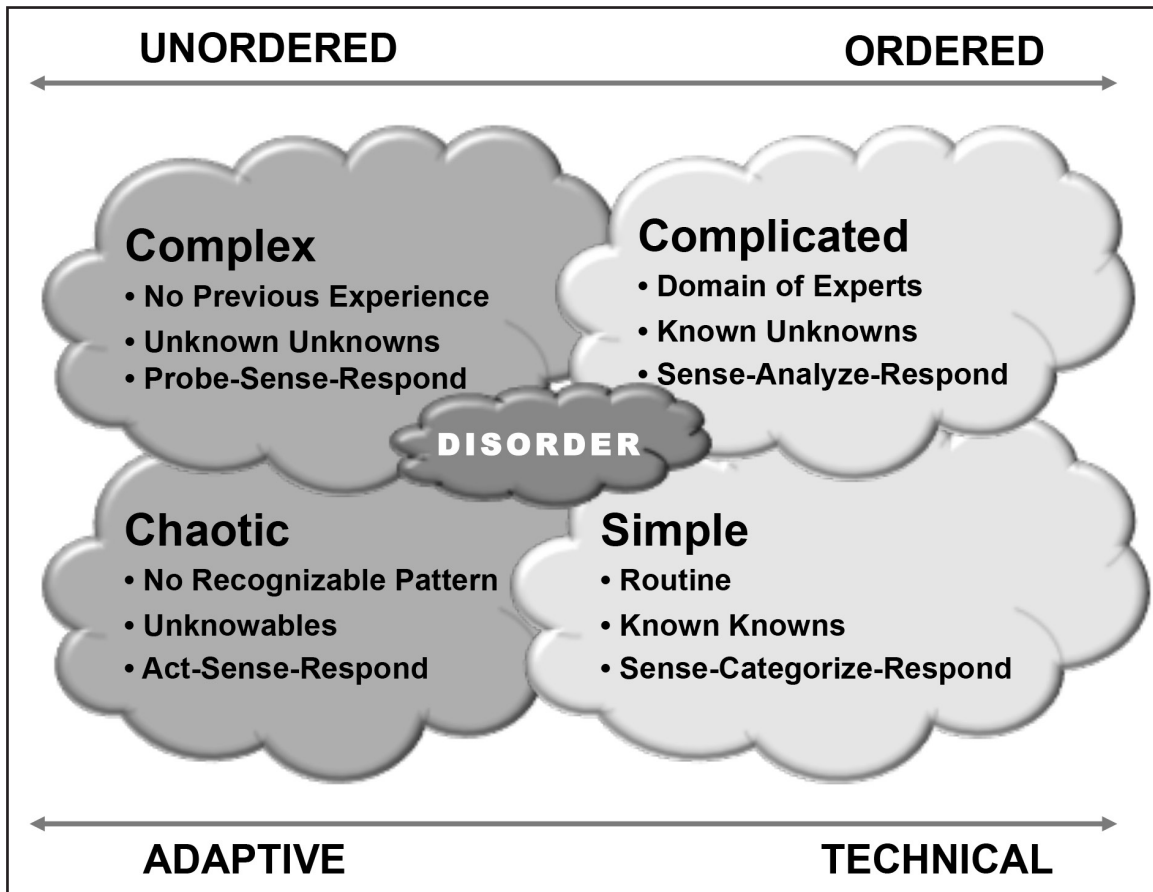 UNORDERED
ORDERED
Complex
• No Previous Experience
• Unknown Unknowns
• Probe-Sense-Respond
Complicated
• Domain of Experts
• Known Unknowns
• Sense-Analyze-Respond
DISORDER
Chaotic
• No Recognizable Pattern
• Unknowables
• Act-Sense-Respond
Simple
• Routine
• Known Knowns
• Sense-Categorize-Respond
ADAPTIVE
TECHNICAL